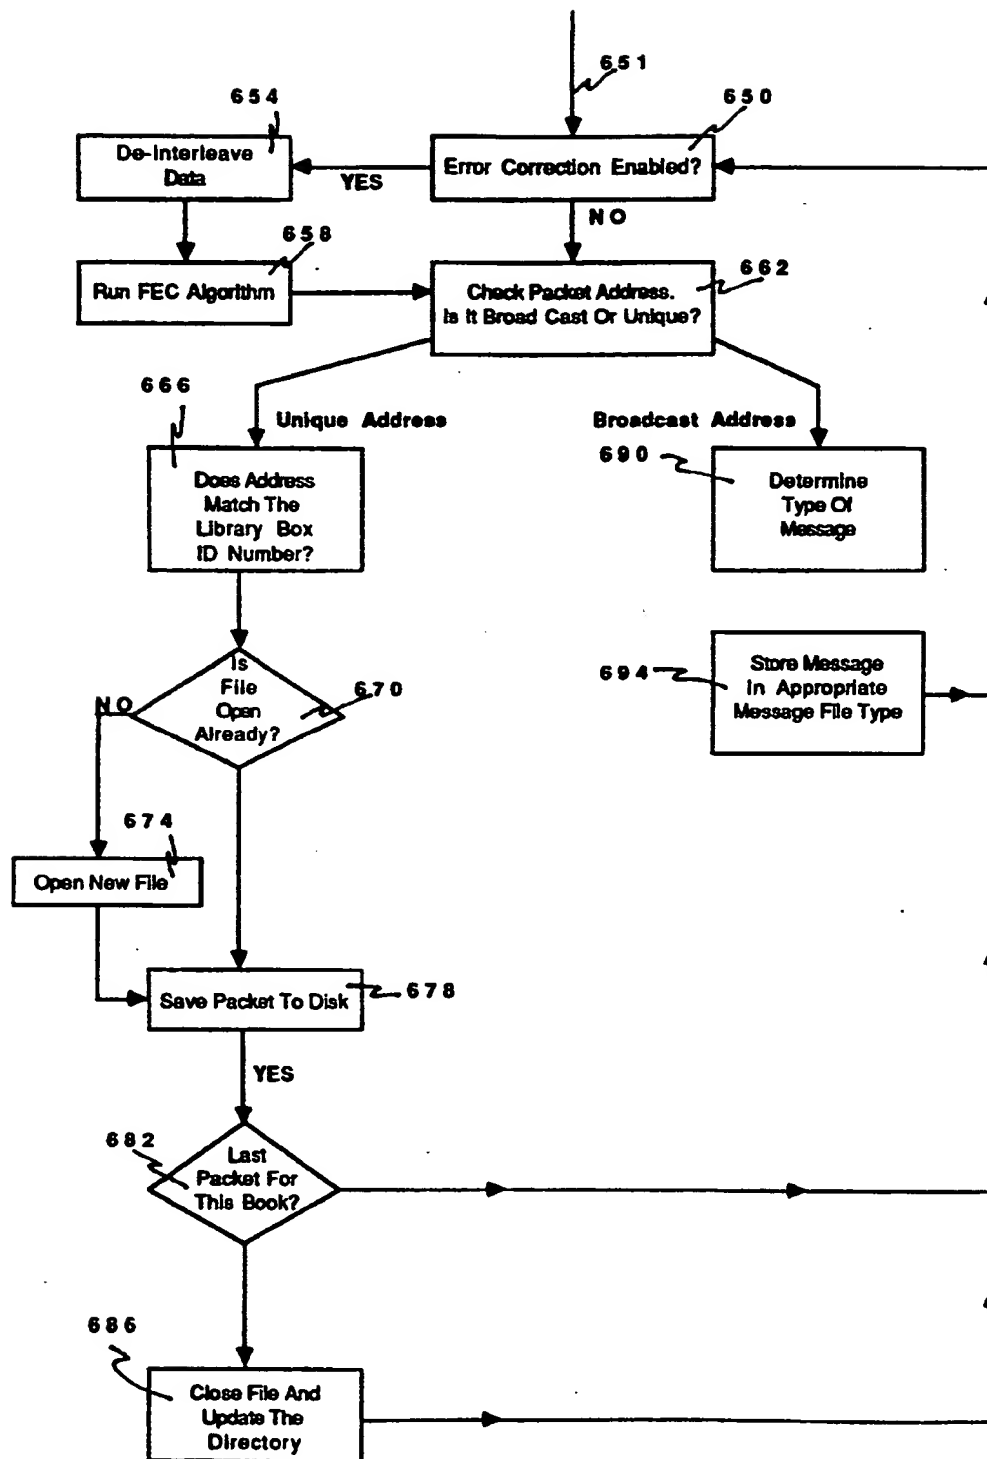 651
654
650
De-Interleave
Data
YES
Error Correction Enabled?
NO
658
662
Run FEC Algorithm
Check Packet Address.
Is It Broad Cast Or Unique?
666
Unique Address
Broadcast Address
690
Does Address
Match The
Library Box
ID Number?
Determine
Type Of
Message
Is
File
Open
Already?
670
NO
694
Store Message
In Appropriate
Message File Type
674
Open New File
Save Packet To Disk
678
YES
682
Last
Packet For
This Book?
686
Close File And
Update The
Directory